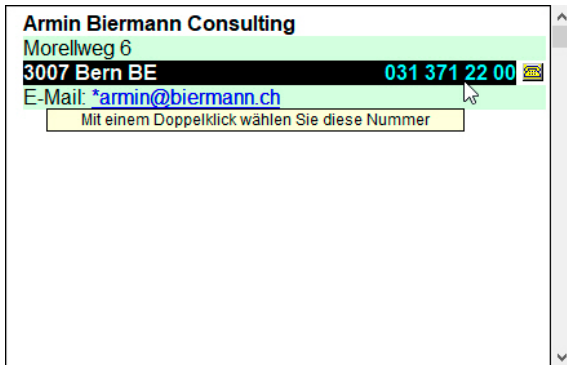 Armin Biermann Consulting
Morellweg 6
3007 Bern BE 031 371 22 00
E-Mail: *armin@biermann.ch
Mit einem Doppelklick wählen Sie diese Nummer